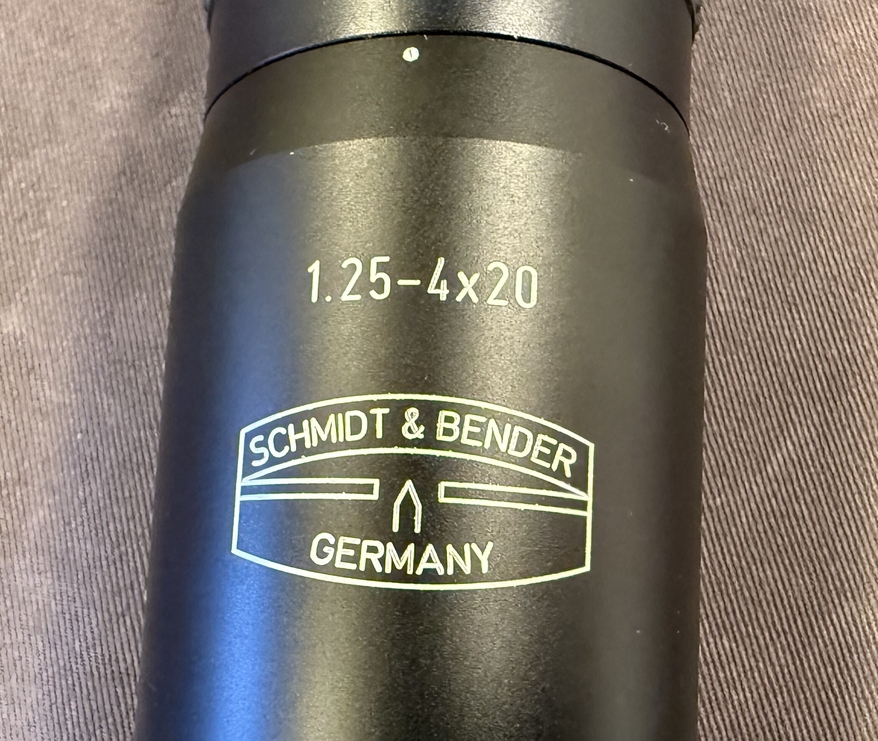 1.25-4x20
SCHMIDT & BENDER
GERMANY